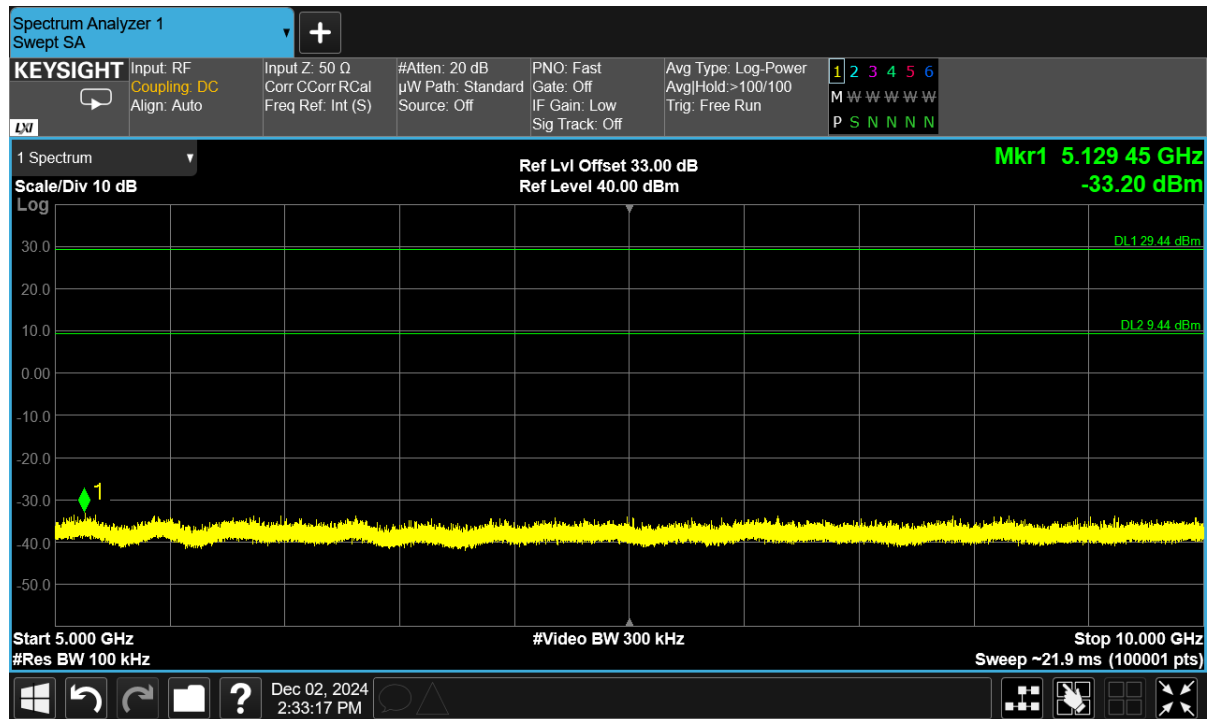 Spectrum Analyzer 1
Swept SA
+
KEYSIGHT
LXI
Input: RF
Coupling: DC
Align: Auto
Input Z: 50 Ω
Corr CCorr RCal
Freq Ref: Int (S)
#Atten: 20 dB
µW Path: Standard
Source: Off
PNO: Fast
Gate: Off
IF Gain: Low
Sig Track: Off
Avg Type: Log-Power
Avg|Hold:>100/100
Trig: Free Run
1 2 3 4 5 6
M W W W W W
P S N N N N
1 Spectrum
Scale/Div 10 dB
Log
Ref Lvl Offset 33.00 dB
Ref Level 40.00 dBm
Mkr1 5.129 45 GHz
-33.20 dBm
30.0
DL1 29.44 dBm
20.0
10.0
DL2 9.44 dBm
0.00
-10.0
-20.0
-30.0
1
-40.0
-50.0
Start 5.000 GHz
#Res BW 100 kHz
#Video BW 300 kHz
Stop 10.000 GHz
Sweep ~21.9 ms (100001 pts)
?
Dec 02, 2024
2:33:17 PM